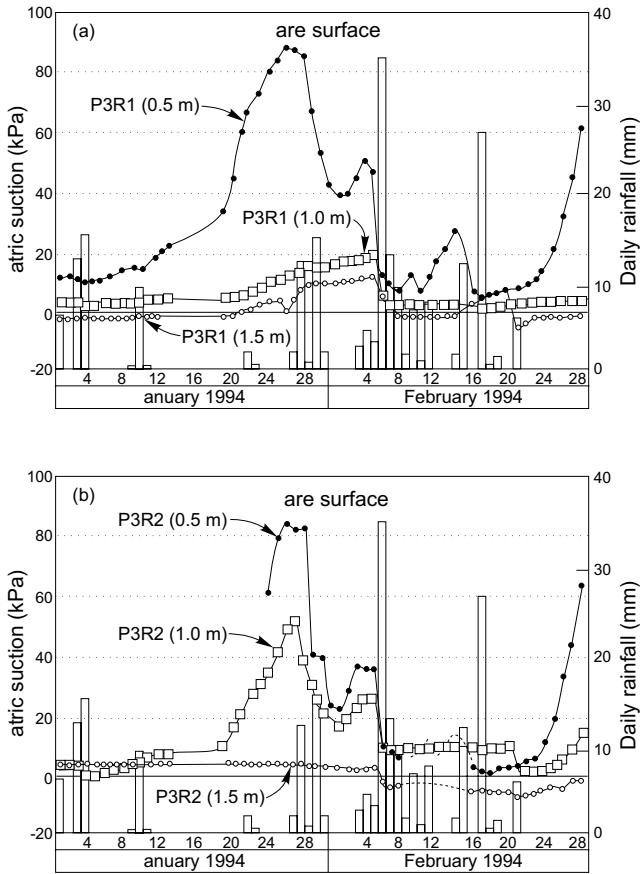 (a)
are surface
100
80
60
40
20
0
-20
40
30
20
10
0
atric suction (kPa)
Daily rainfall (mm)
P3R1 (0.5 m)
P3R1 (1.0 m)
P3R1 (1.5 m)
4 8 12 16 20 24 28 4 8 12 16 20 24 28
anuary 1994 February 1994
(b)
are surface
100
80
60
40
20
0
-20
40
30
20
10
0
atric suction (kPa)
Daily rainfall (mm)
P3R2 (0.5 m)
P3R2 (1.0 m)
P3R2 (1.5 m)
4 8 12 16 20 24 28 4 8 12 16 20 24 28
anuary 1994 February 1994